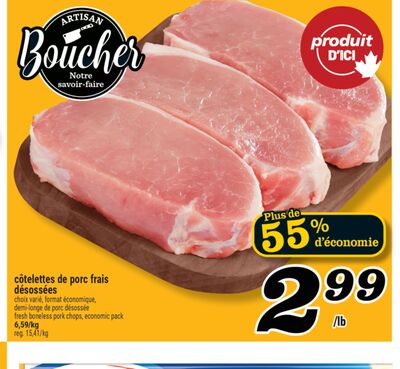 ARTISAN
Boucher
Notre
savoir-faire
produit
D'ICI
Plus de
55%
d'économie
côtelettes de porc frais
désossées
choix varié, format économique,
demi-longe de porc désossée
fresh boneless pork chops, economic pack
6,59/kg
reg. 15,41/kg
2.99
/lb